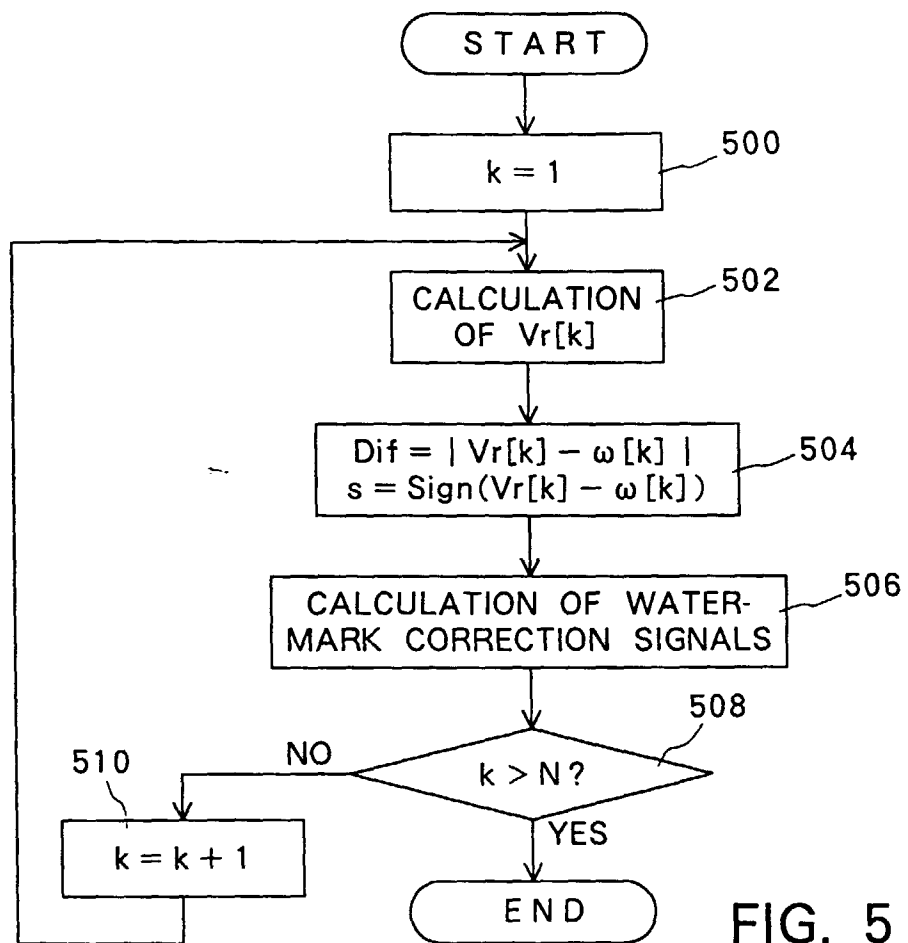 START
500
k = 1
502
CALCULATION
OF Vr[k]
504
Dif = | Vr[k] − ω[k] |
s = Sign(Vr[k] − ω[k])
506
CALCULATION OF WATER-
MARK CORRECTION SIGNALS
508
k > N?
NO
510
k = k + 1
YES
END
FIG. 5